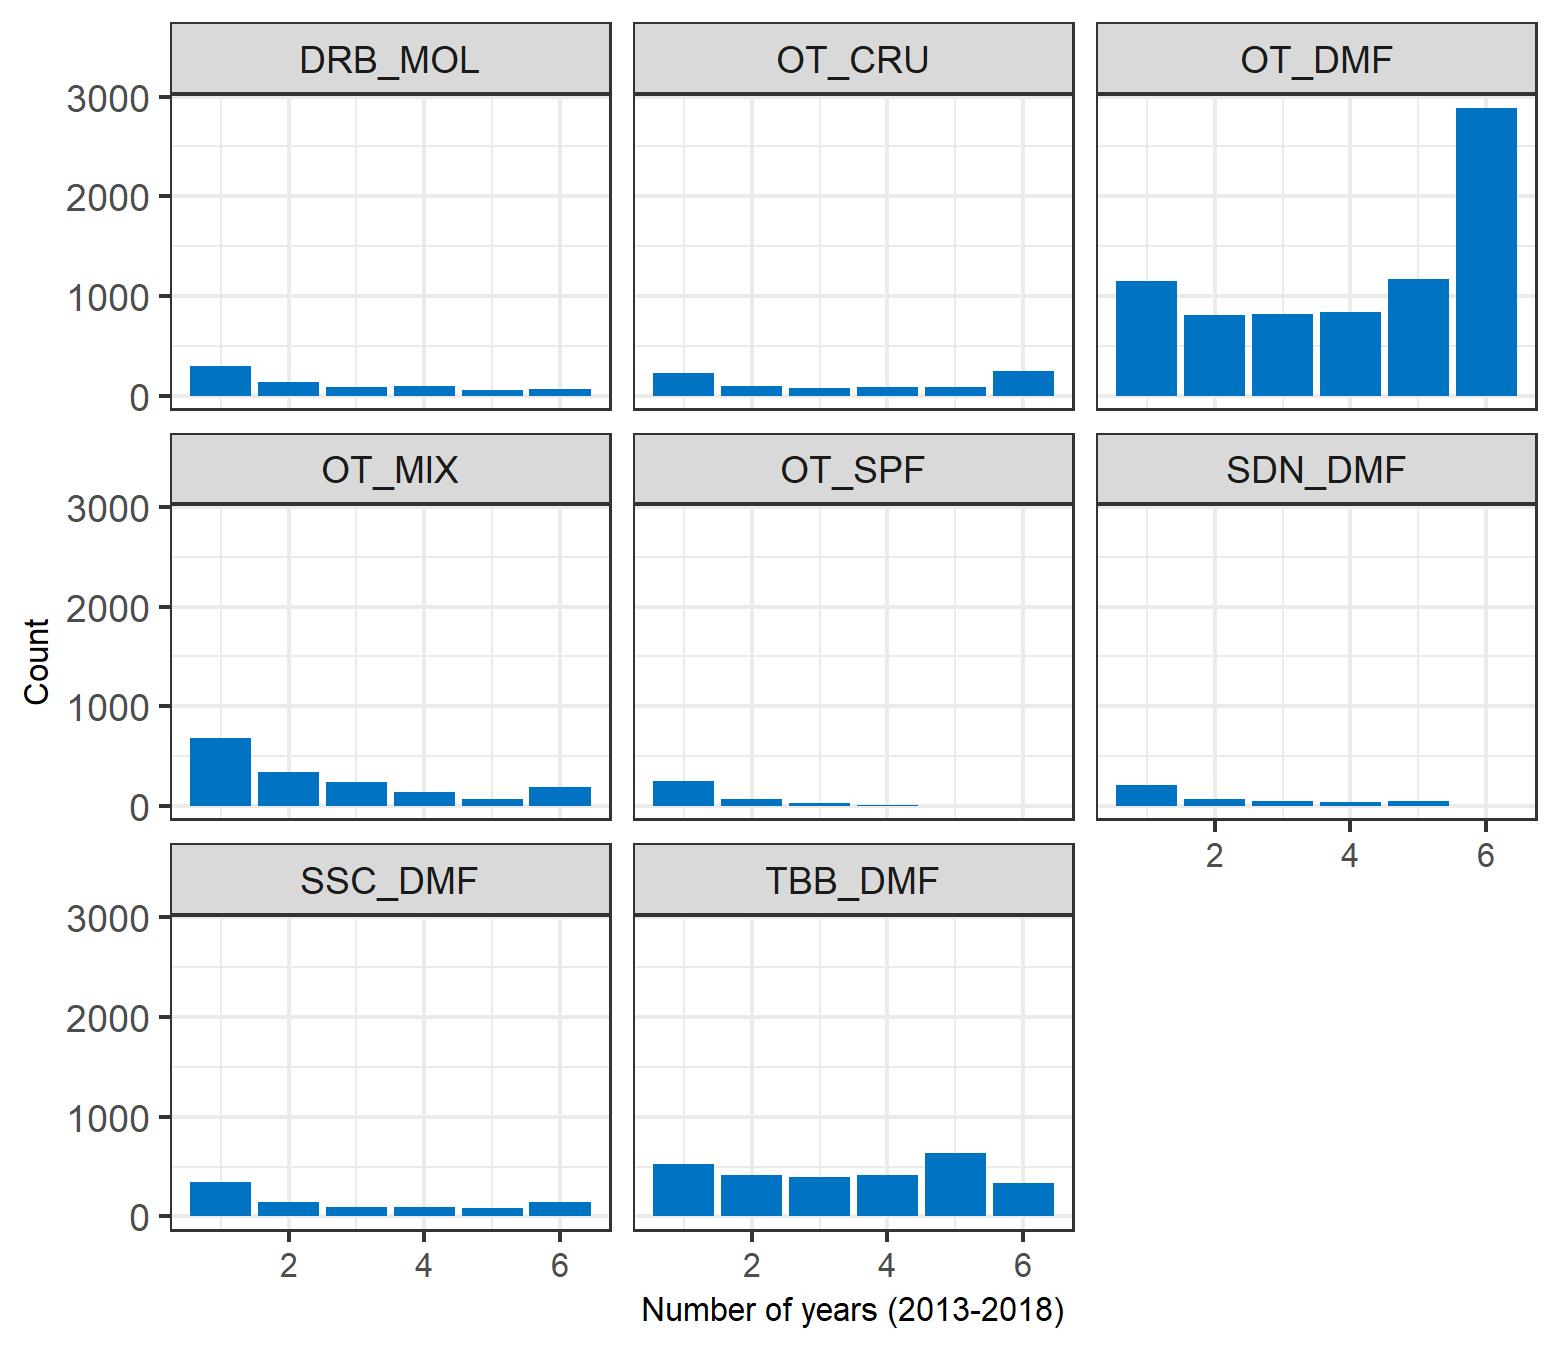 DRB_MOL OT_CRU OT_DMF
3000
2000
1000
0
OT_MIX OT_SPF SDN_DMF
3000
2000
1000
0
2 4 6
SSC_DMF TBB_DMF
3000
2000
1000
0
2 4 6 2 4 6
Count
Number of years (2013-2018)